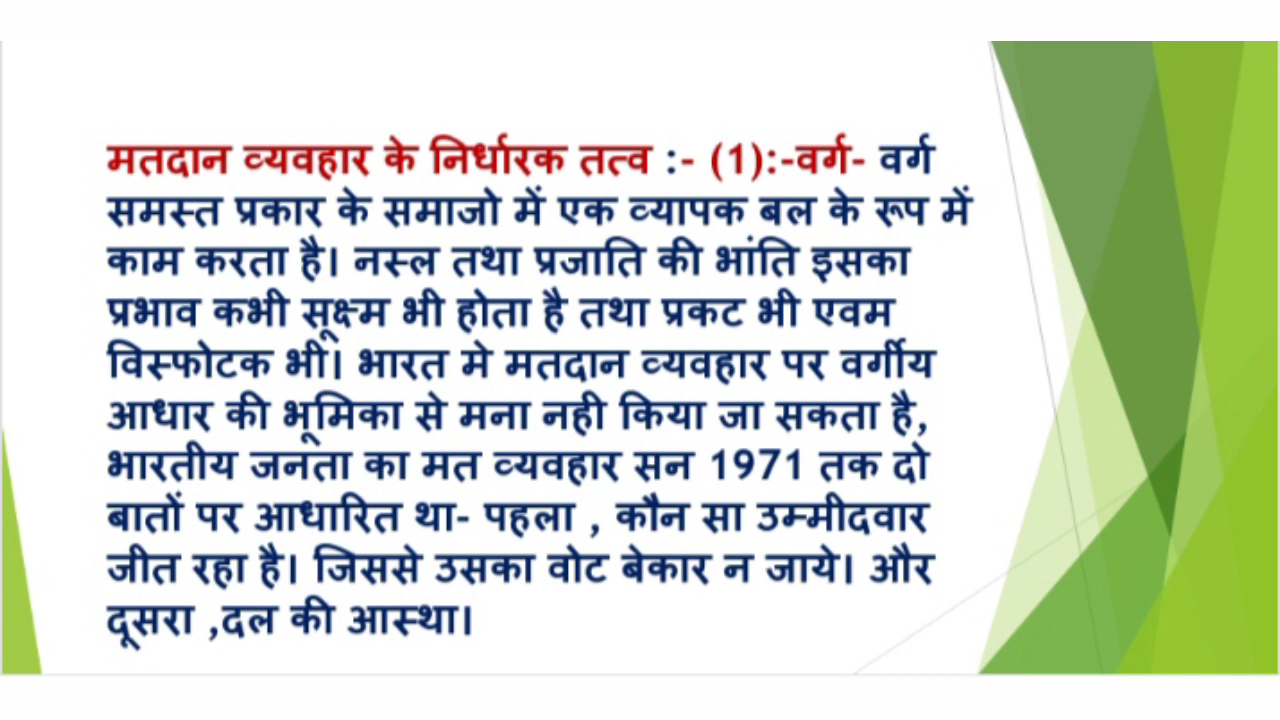 मतदान व्यवहार के निर्धारक तत्व :- (1):-वर्ग- वर्ग
समस्त प्रकार के समाजो में एक व्यापक बल के रूप में
काम करता है। नस्ल तथा प्रजाति की भांति इसका
प्रभाव कभी सूक्ष्म भी होता है तथा प्रकट भी एवम
विस्फोटक भी। भारत मे मतदान व्यवहार पर वर्गीय
आधार की भूमिका से मना नही किया जा सकता है,
भारतीय जनता का मत व्यवहार सन 1971 तक दो
बातों पर आधारित था- पहला , कौन सा उम्मीदवार
जीत रहा है। जिससे उसका वोट बेकार न जाये। और
दूसरा ,दल की आस्था।